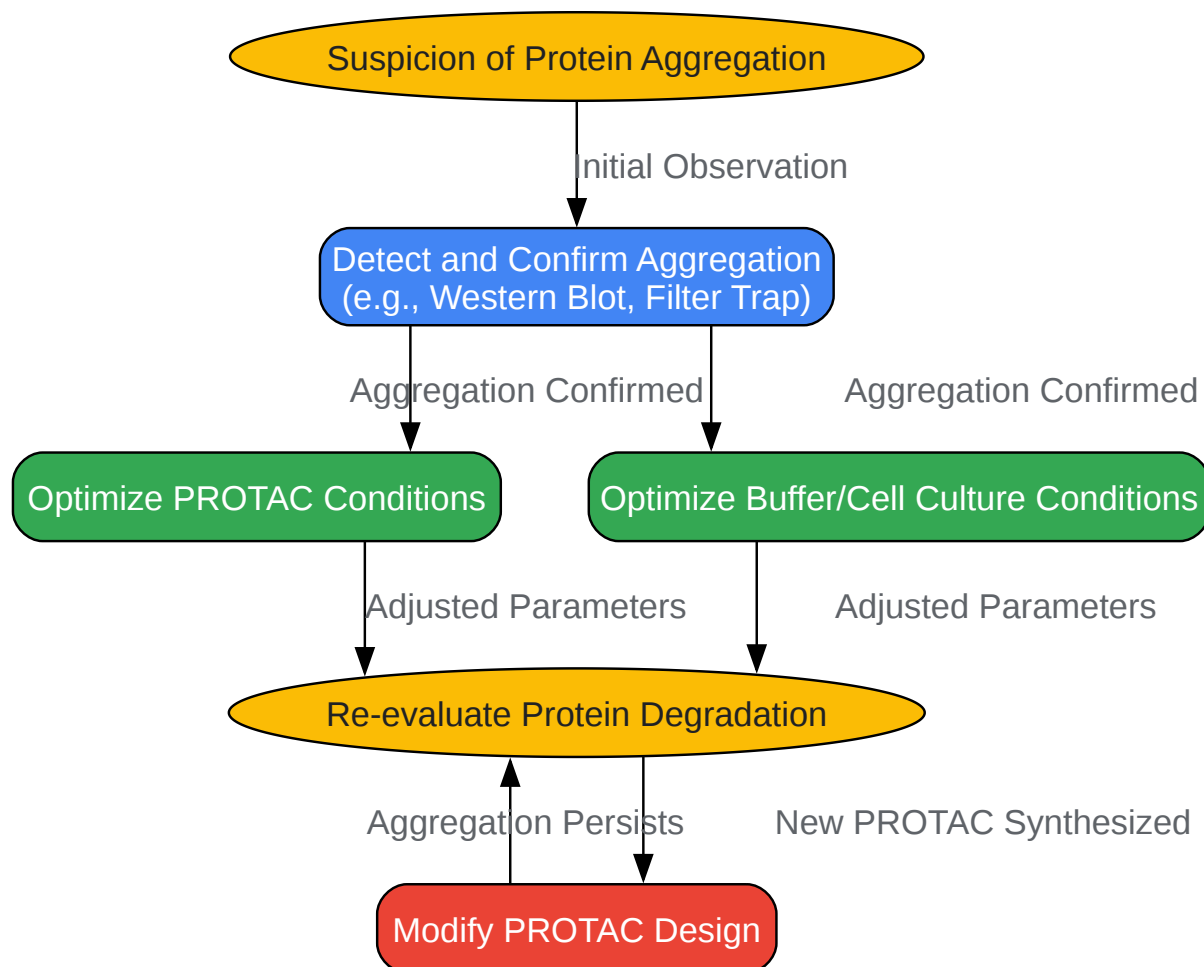 Suspicion of Protein Aggregation
Initial Observation
Detect and Confirm Aggregation
(e.g., Western Blot, Filter Trap)
Aggregation Confirmed
Aggregation Confirmed
Optimize PROTAC Conditions
Optimize Buffer/Cell Culture Conditions
Adjusted Parameters
Adjusted Parameters
Re-evaluate Protein Degradation
Aggregation Persists
New PROTAC Synthesized
Modify PROTAC Design